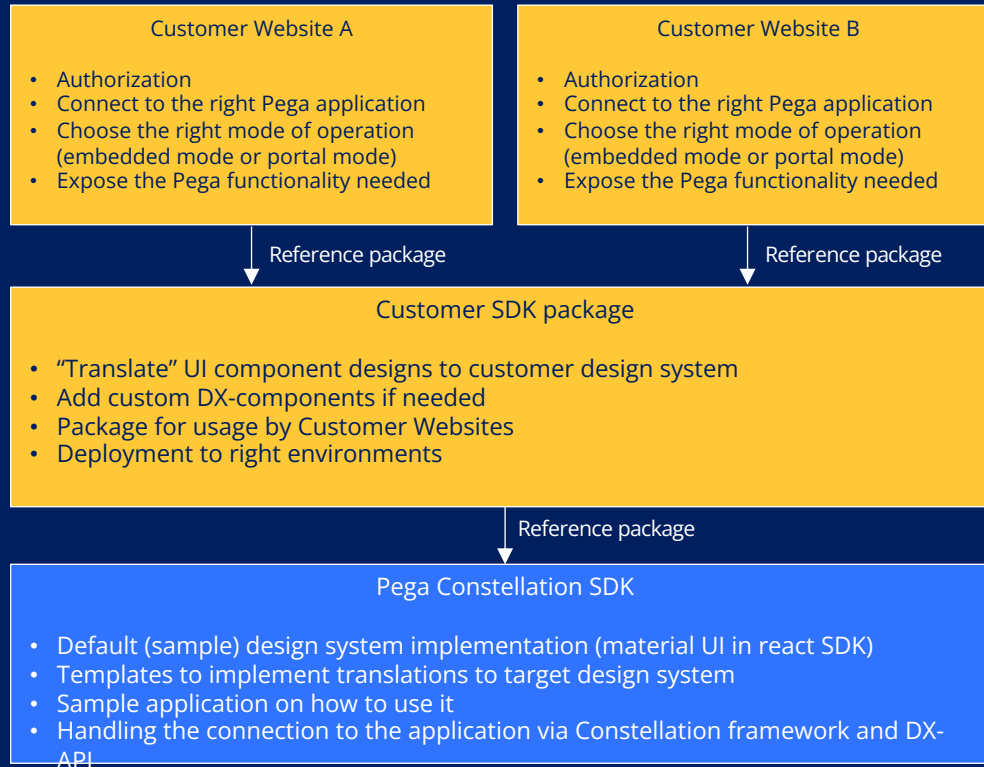 Customer Website A
• Authorization
• Connect to the right Pega application
• Choose the right mode of operation
(embedded mode or portal mode)
• Expose the Pega functionality needed
Customer Website B
• Authorization
• Connect to the right Pega application
• Choose the right mode of operation
(embedded mode or portal mode)
• Expose the Pega functionality needed
Reference package
Reference package
Customer SDK package
• “Translate” UI component designs to customer design system
• Add custom DX-components if needed
• Package for usage by Customer Websites
• Deployment to right environments
Reference package
Pega Constellation SDK
• Default (sample) design system implementation (material UI in react SDK)
• Templates to implement translations to target design system
• Sample application on how to use it
• Handling the connection to the application via Constellation framework and DX-
API